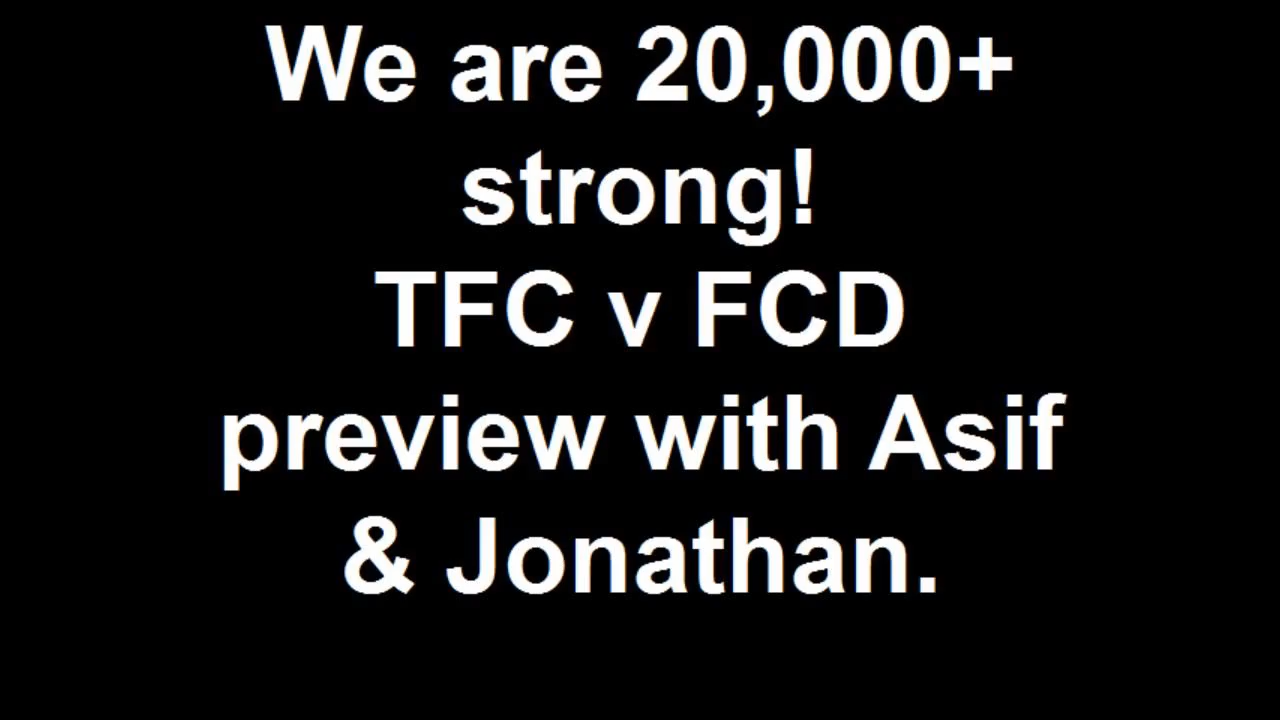 We are 20,000+
strong!
TFC v FCD
preview with Asif
& Jonathan.